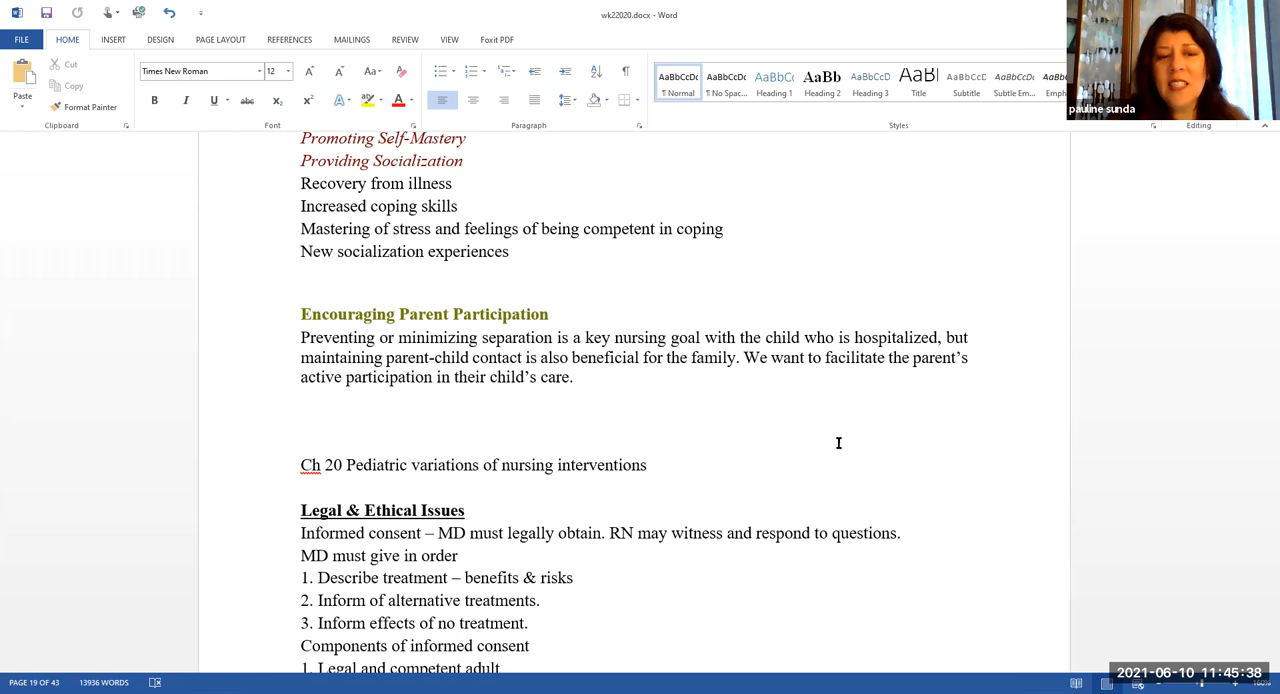 wk22020.docx - Word
FILE HOME INSERT DESIGN PAGE LAYOUT REFERENCES MAILINGS REVIEW VIEW Foxit PDF
Paste
Cut
Copy
Format Painter
Clipboard
Times New Roman 12
Font
Paragraph
AaBbCcDc AaBbCcDc AaBbCc AaBb AaBbCcD AaB AaBbCcD AaBbCcDc AaBbCcDc
¶ Normal ¶ No Spac... Heading 1 Heading 2 Heading 3 Title Subtitle Subtle Em... Emph
Styles
Editing
pauline sunda
Promoting Self-Mastery
Providing Socialization
Recovery from illness
Increased coping skills
Mastering of stress and feelings of being competent in coping
New socialization experiences
Encouraging Parent Participation
Preventing or minimizing separation is a key nursing goal with the child who is hospitalized, but
maintaining parent-child contact is also beneficial for the family. We want to facilitate the parent’s
active participation in their child’s care.
Ch 20 Pediatric variations of nursing interventions
Legal & Ethical Issues
Informed consent – MD must legally obtain. RN may witness and respond to questions.
MD must give in order
1. Describe treatment – benefits & risks
2. Inform of alternative treatments.
3. Inform effects of no treatment.
Components of informed consent
1. Legal and competent adult
PAGE 19 OF 43 13936 WORDS
2021-06-10 11:45:38